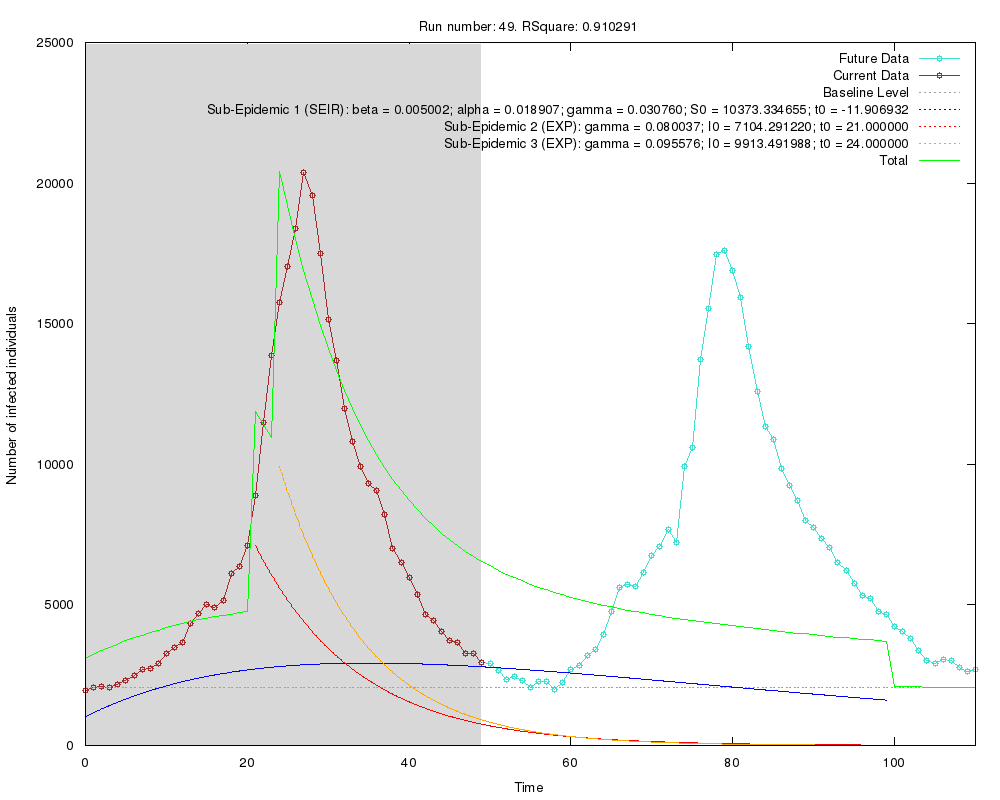 Run number: 49. RSquare: 0.910291
25000
20000
15000
10000
5000
0
Number of infected individuals
Future Data
Current Data
Baseline Level
Sub-Epidemic 1 (SEIR): beta = 0.005002; alpha = 0.018907; gamma = 0.030760; S0 = 10373.334655; t0 = -11.906932
Sub-Epidemic 2 (EXP): gamma = 0.080037; I0 = 7104.291220; t0 = 21.000000
Sub-Epidemic 3 (EXP): gamma = 0.095576; I0 = 9913.491988; t0 = 24.000000
Total
0 20 40 60 80 100
Time